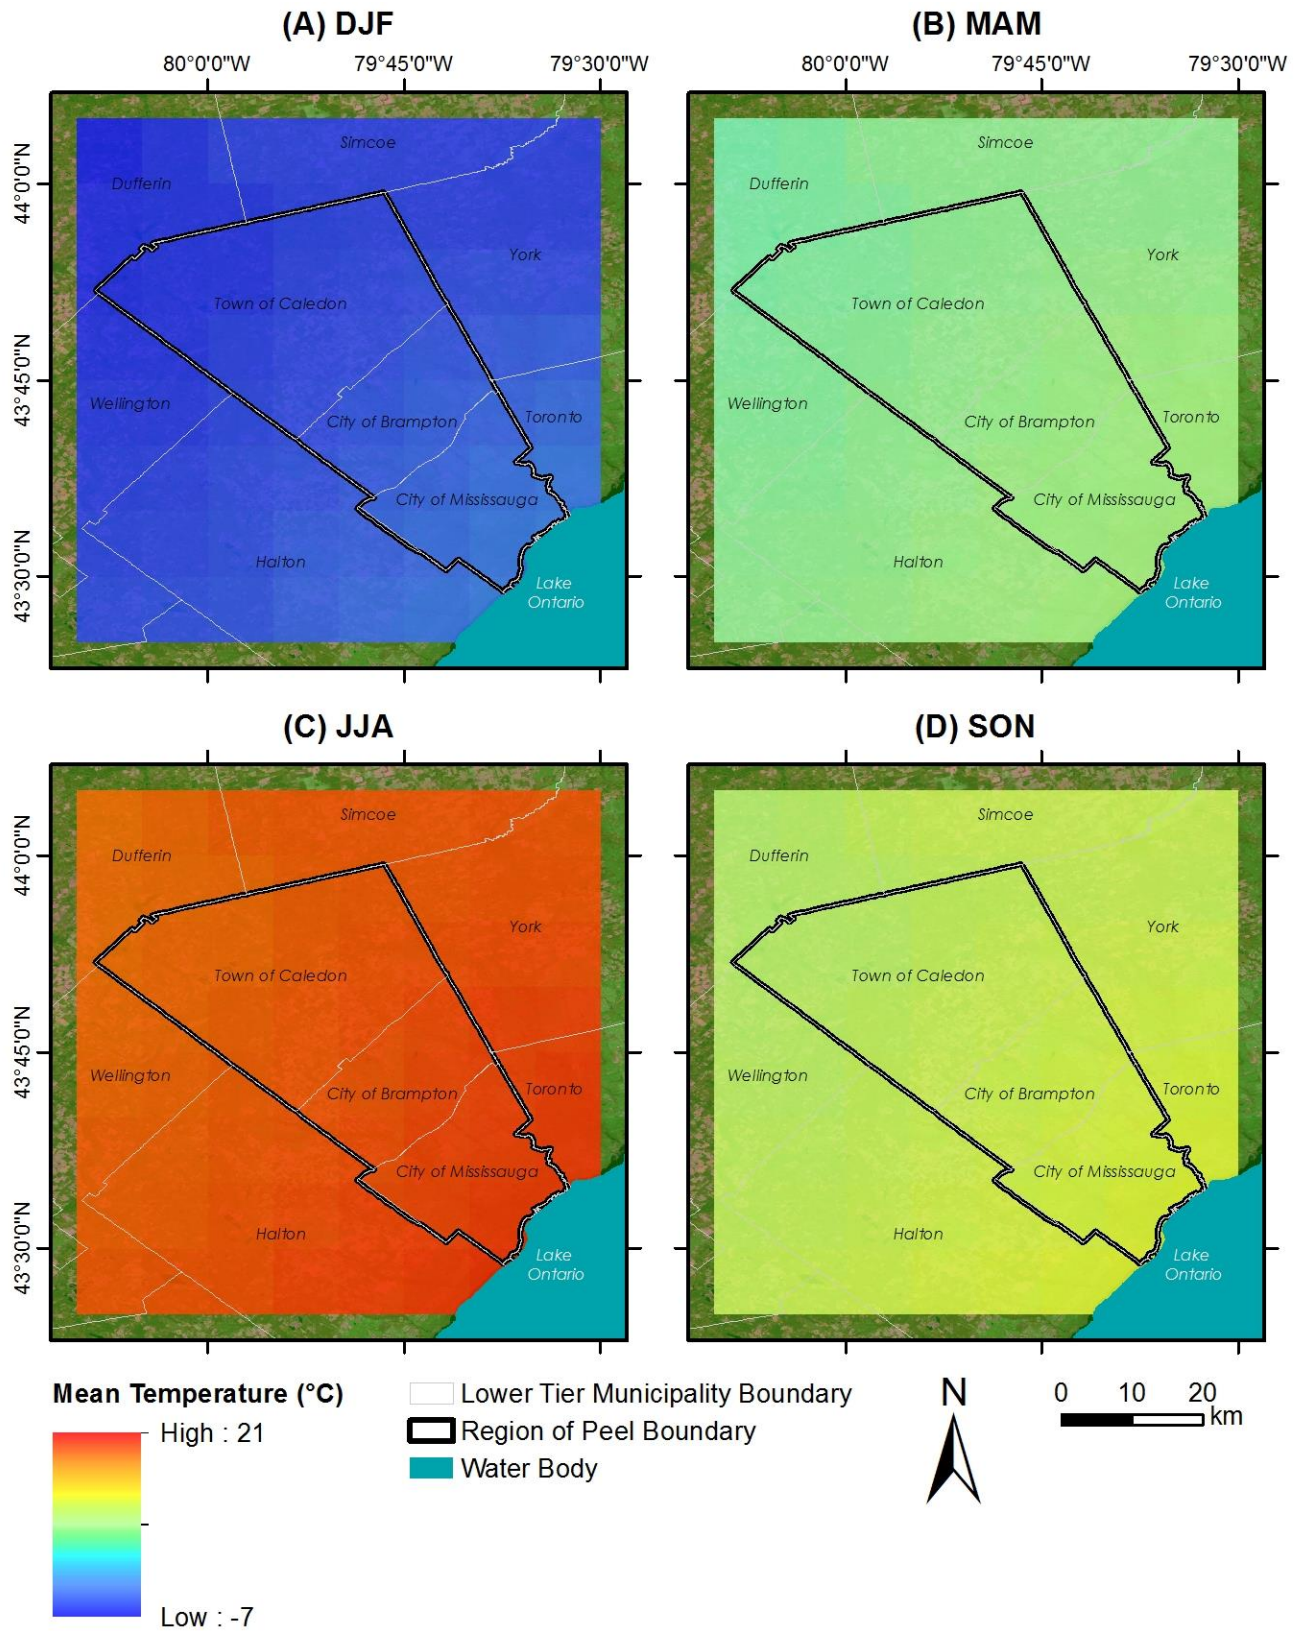 (A) DJF
(B) MAM
80°0'0"W
79°45'0"W
79°30'0"W
80°0'0"W
79°45'0"W
79°30'0"W
44°0'0"N
43°45'0"N
43°30'0"N
Simcoe
Dufferin
York
Town of Caledon
Wellington
City of Brampton
Toronto
City of Mississauga
Halton
Lake
Ontario
Simcoe
Dufferin
York
Town of Caledon
Wellington
City of Brampton
Toronto
City of Mississauga
Halton
Lake
Ontario
(C) JJA
(D) SON
44°0'0"N
43°45'0"N
43°30'0"N
Simcoe
Dufferin
York
Town of Caledon
Wellington
City of Brampton
Toronto
City of Mississauga
Halton
Lake
Ontario
Simcoe
Dufferin
York
Town of Caledon
Wellington
City of Brampton
Toronto
City of Mississauga
Halton
Lake
Ontario
Mean Temperature (°C)
High : 21
Low : -7
Lower Tier Municipality Boundary
Region of Peel Boundary
Water Body
N
0 10 20
km